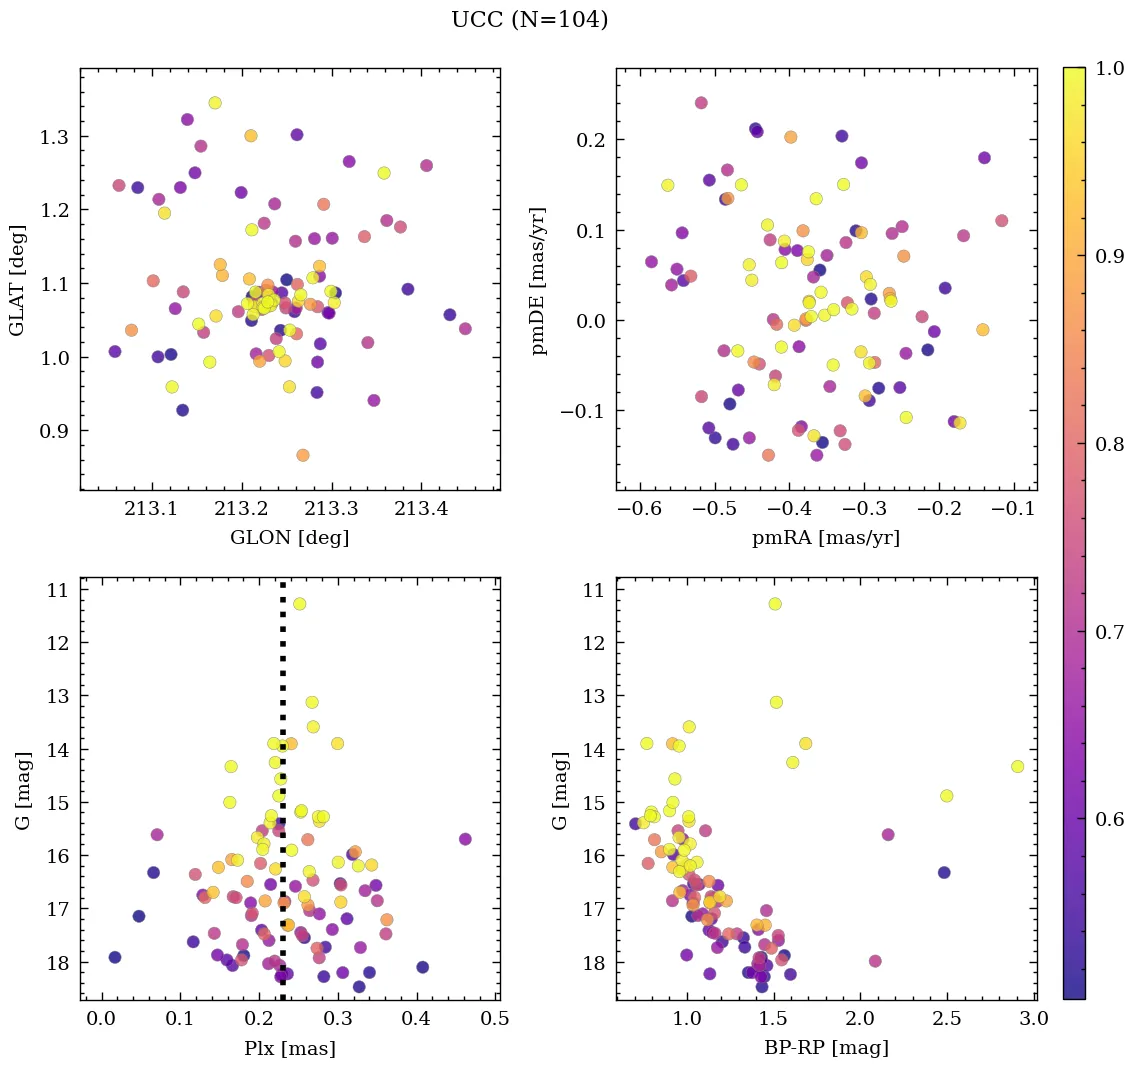 UCC (N=104)
1.3
1.2
1.1
1.0
0.9
GLAT [deg]
213.1 213.2 213.3 213.4
GLON [deg]
0.2
0.1
0.0
−0.1
pmDE [mas/yr]
−0.6 −0.5 −0.4 −0.3 −0.2 −0.1
pmRA [mas/yr]
11
12
13
14
15
16
17
18
G [mag]
0.0 0.1 0.2 0.3 0.4 0.5
Plx [mas]
11
12
13
14
15
16
17
18
G [mag]
1.0 1.5 2.0 2.5 3.0
BP-RP [mag]
1.0
0.9
0.8
0.7
0.6